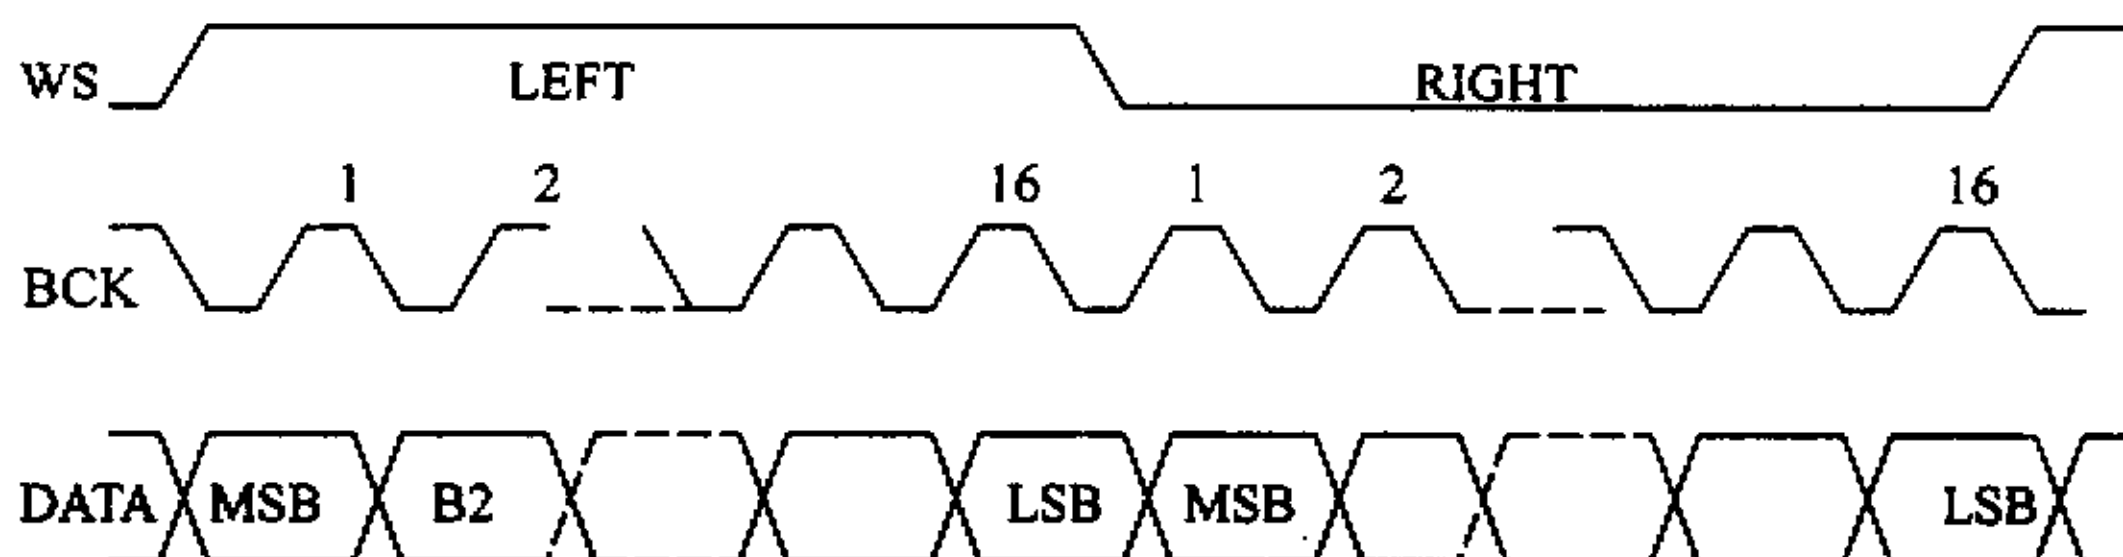 WS LEFT RIGHT
1 2 16 1 2 16
BCK
DATA MSB B2 LSB MSB LSB